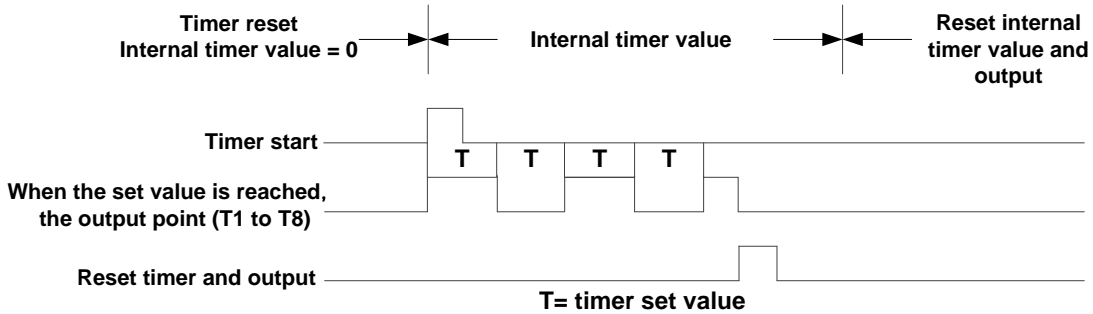 Timer reset
Internal timer value = 0
Internal timer value
Reset internal
timer value and
output
Timer start
T T T T
When the set value is reached,
the output point (T1 to T8)
Reset timer and output
T= timer set value